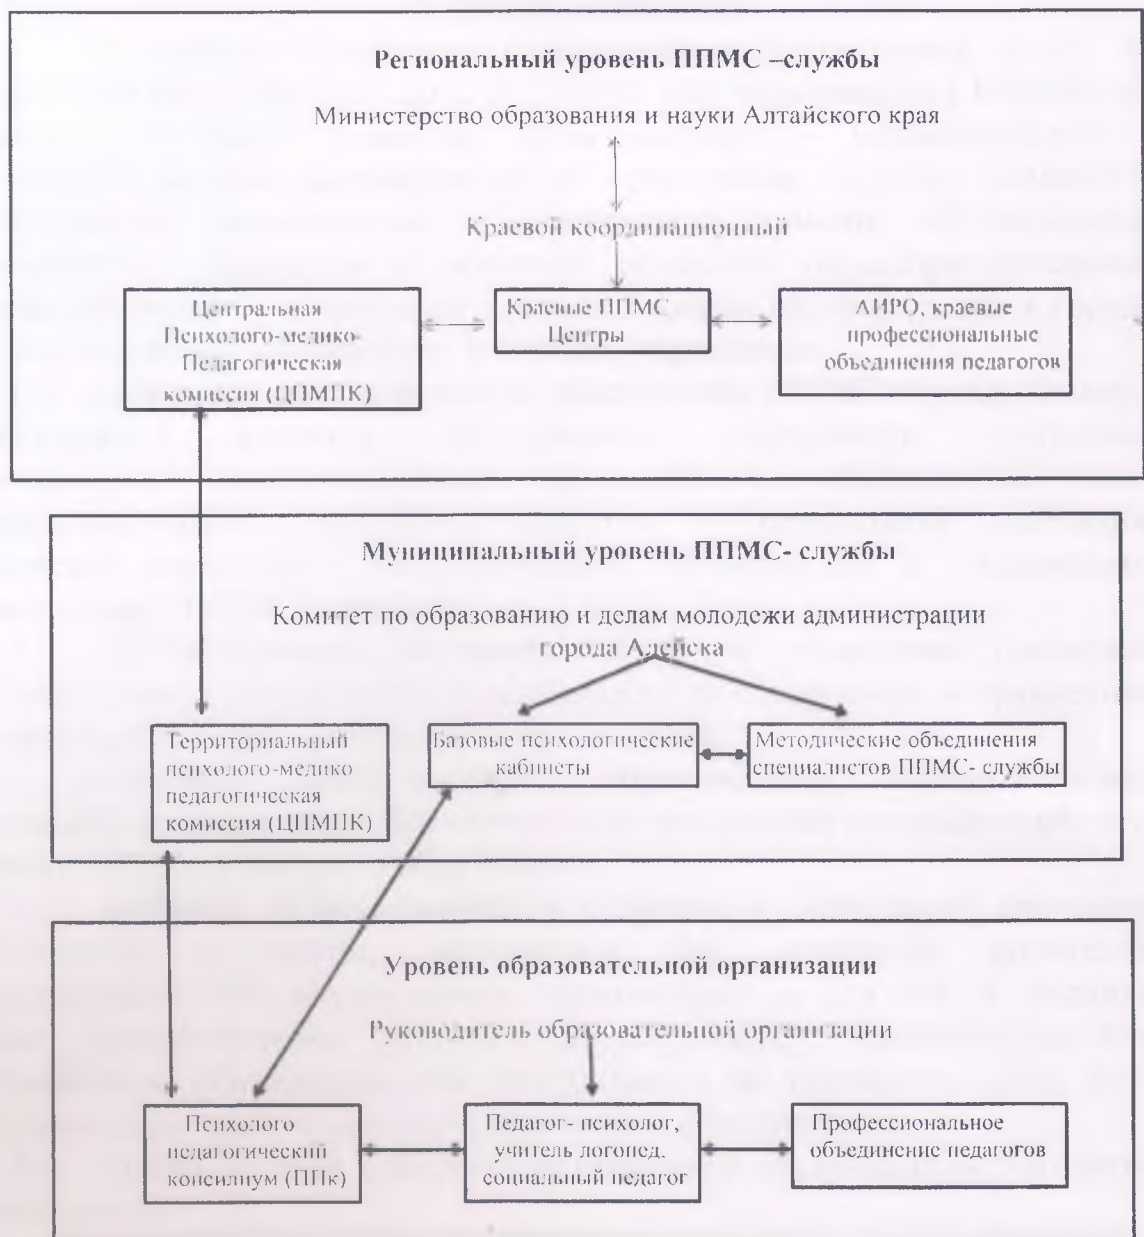 Региональный уровень ППМС –службы
Министерство образования и науки Алтайского края
Краевой координационный
Центральная
Психолого-медико-
Педагогическая
комиссия (ЦПМПК)
Краевые ППМС
Центры
АИРО, краевые
профессиональные
объединения педагогов
Муниципальный уровень ППМС- службы
Комитет по образованию и делам молодежи администрации
города Алейска
Территориальный
психолого-медико
педагогическая
комиссия (ЦПМПК)
Базовые психологические
кабинеты
Методические объединения
специалистов ППМС- службы
Уровень образовательной организации
Руководитель образовательной организации
Психолого
педагогический
консилиум (ППк)
Педагог- психолог,
учитель логопед,
социальный педагог
Профессиональное
объединение педагогов